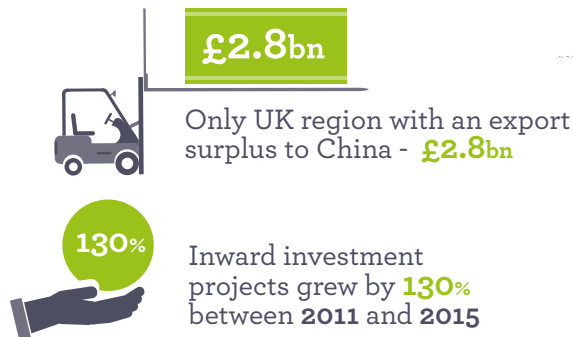 £2.8bn
Only UK region with an export
surplus to China - £2.8bn
130%
Inward investment
projects grew by 130%
between 2011 and 2015